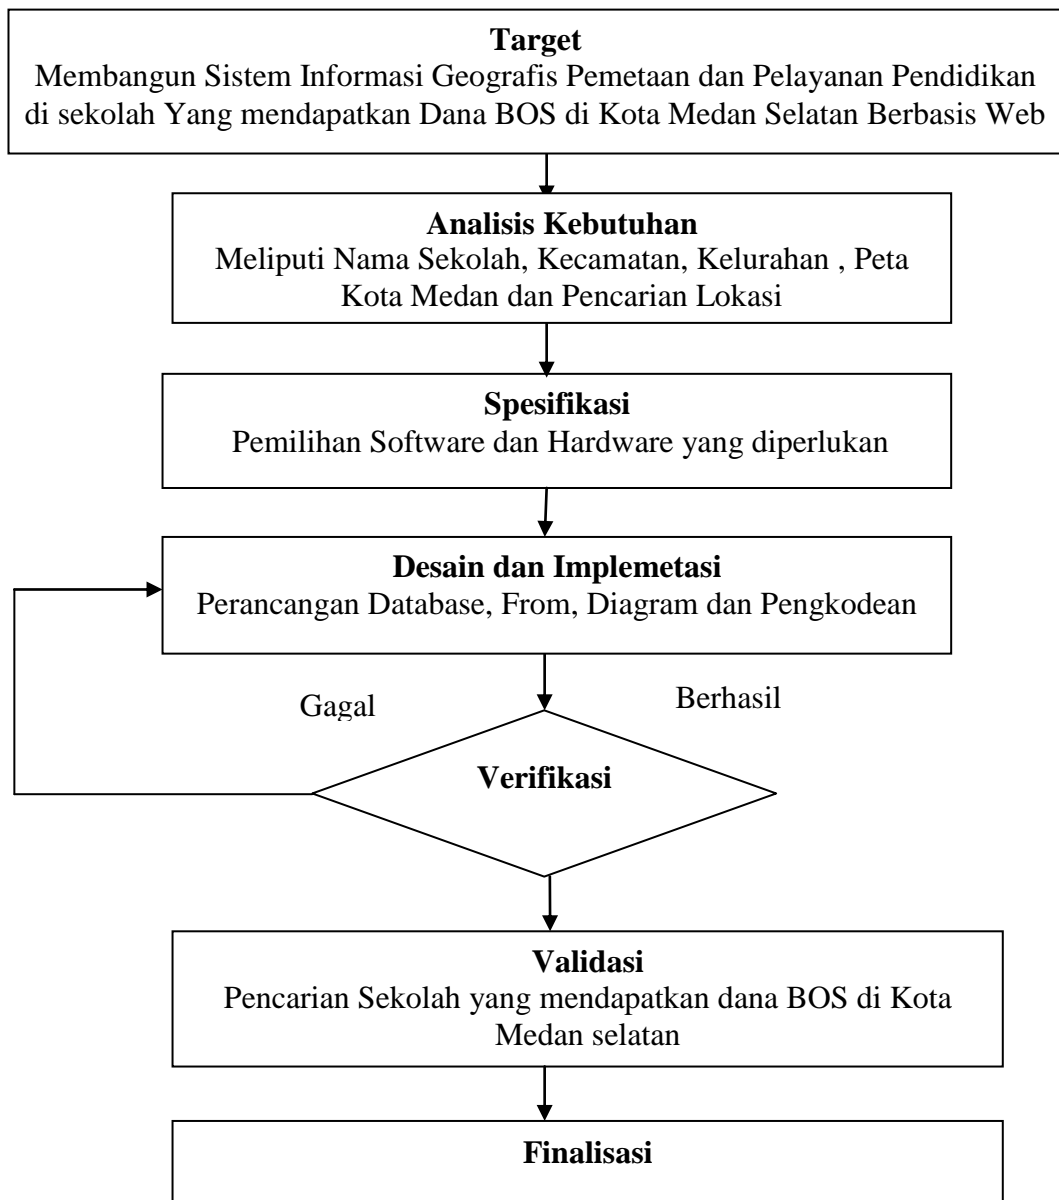 Target
Membangun Sistem Informasi Geografis Pemetaan dan Pelayanan Pendidikan
di sekolah Yang mendapatkan Dana BOS di Kota Medan Selatan Berbasis Web
Analisis Kebutuhan
Meliputi Nama Sekolah, Kecamatan, Kelurahan , Peta
Kota Medan dan Pencarian Lokasi
Spesifikasi
Pemilihan Software dan Hardware yang diperlukan
Desain dan Implemetasi
Perancangan Database, From, Diagram dan Pengkodean
Gagal
Berhasil
Verifikasi
Validasi
Pencarian Sekolah yang mendapatkan dana BOS di Kota
Medan selatan
Finalisasi